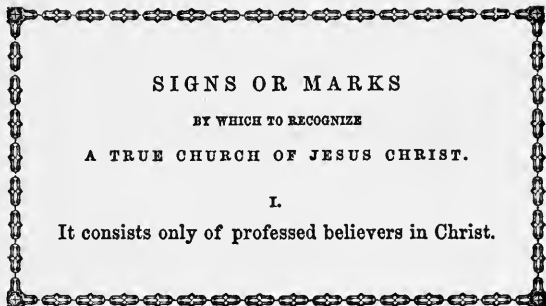 SIGNS OR MARKS
BY WHICH TO RECOGNIZE
A TRUE CHURCH OF JESUS CHRIST.
I.
It consists only of professed believers in Christ.